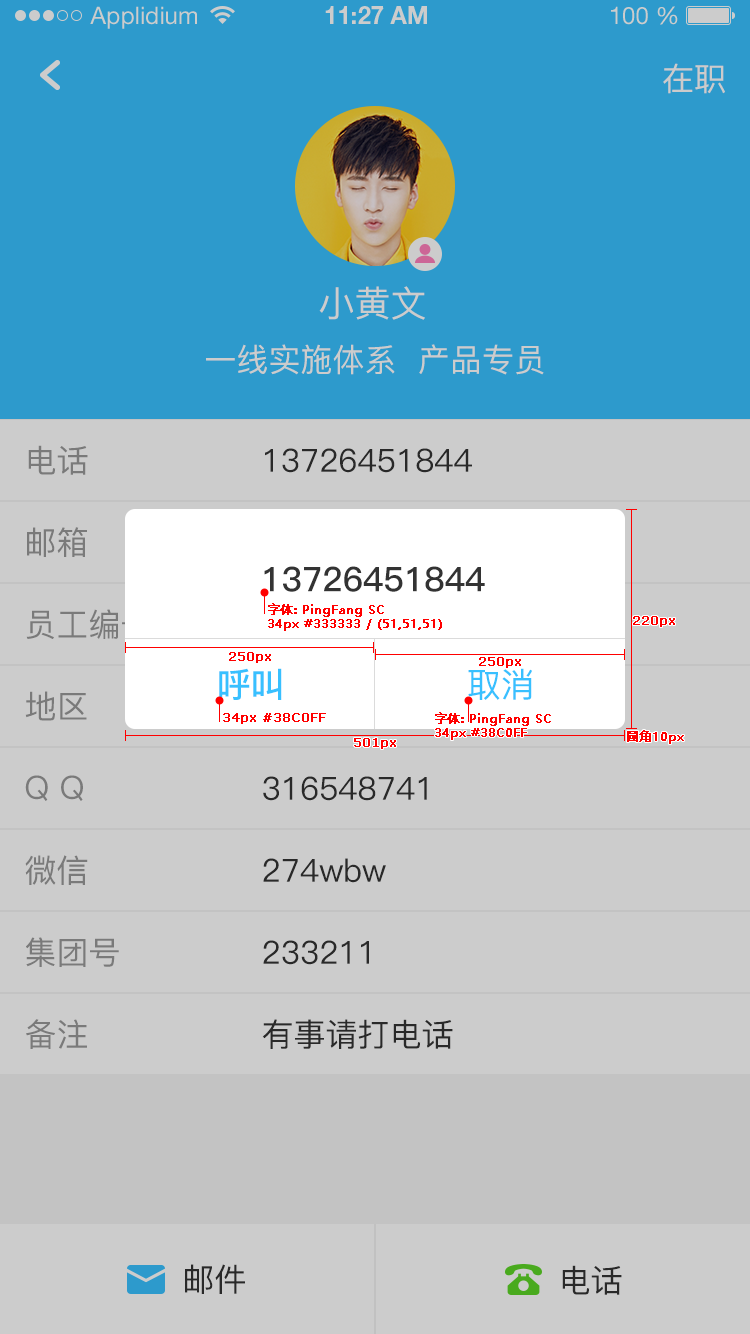 Applidium 11:27 AM 100 %
在职
小黄文
一线实施体系 产品专员
电话 13726451844
邮箱
13726451844
字体: PingFang SC
34px #333333 / (51,51,51)
员工编
220px
250px 250px
呼叫 取消
地区
34px #38C0FF
字体: PingFang SC
34px #38C0FF
501px
圆角10px
Q Q 316548741
微信 274wbw
集团号 233211
备注 有事请打电话
邮件 电话